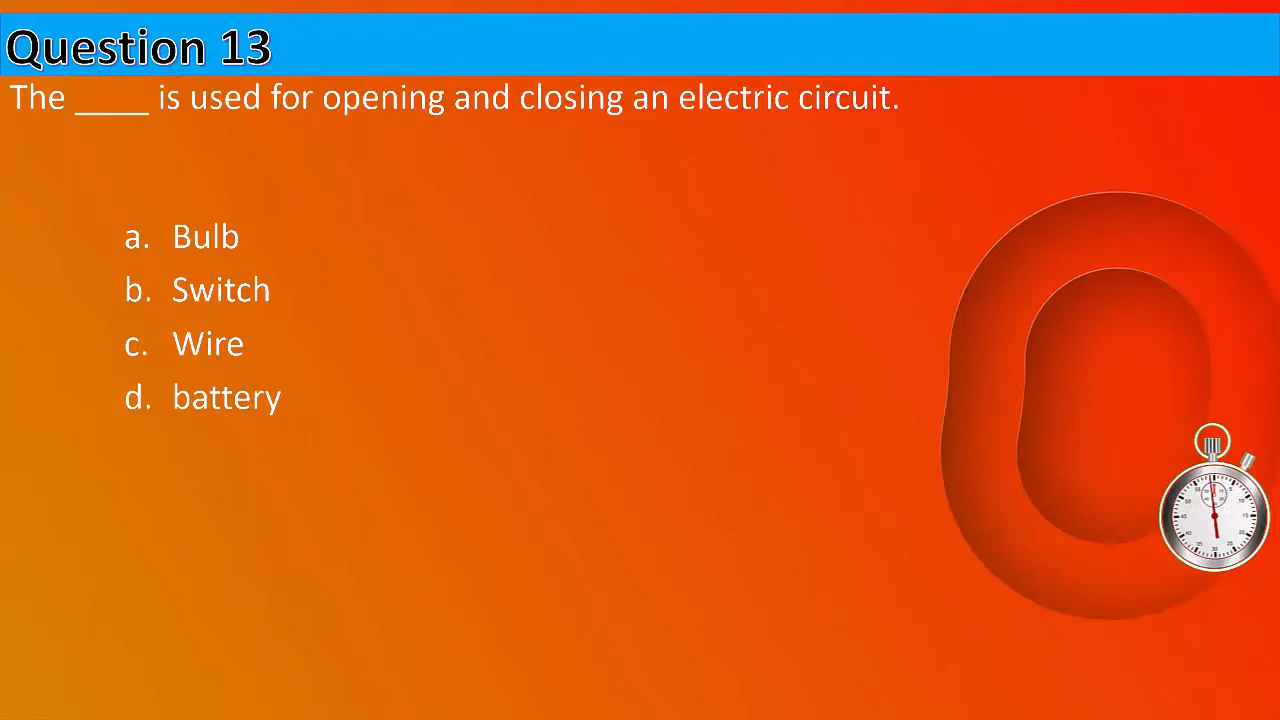 Question 13
The ____ is used for opening and closing an electric circuit.
a. Bulb
b. Switch
c. Wire
d. battery